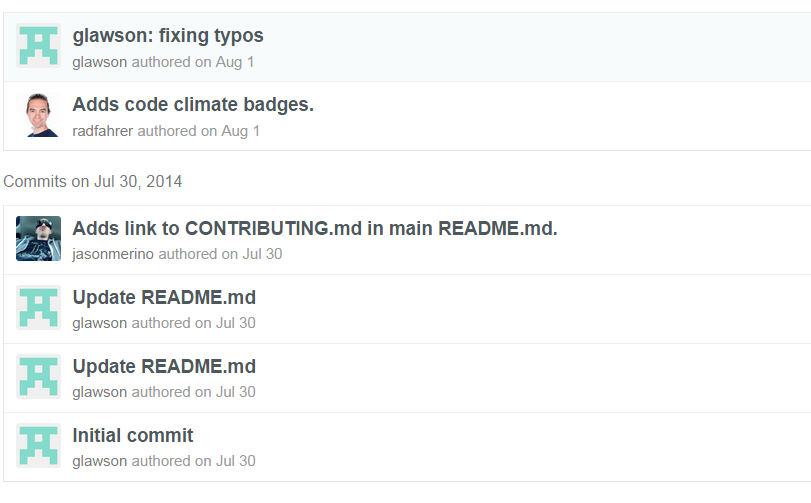 glawson: fixing typos
glawson authored on Aug 1
Adds code climate badges.
radfahrer authored on Aug 1
Commits on Jul 30, 2014
Adds link to CONTRIBUTING.md in main README.md.
jasonmerino authored on Jul 30
Update README.md
glawson authored on Jul 30
Update README.md
glawson authored on Jul 30
Initial commit
glawson authored on Jul 30